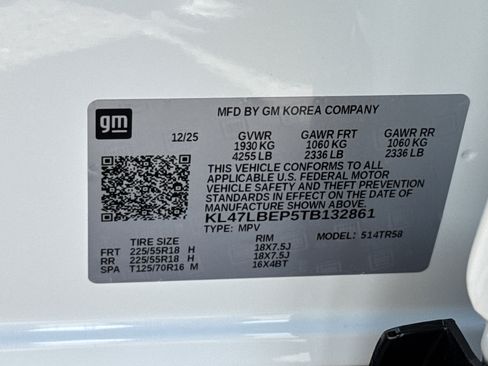 gm
MFD BY GM KOREA COMPANY
12/25 GVWR GAWR FRT GAWR RR
1930 KG 1060 KG 1060 KG
4255 LB 2336 LB 2336 LB
THIS VEHICLE CONFORMS TO ALL
APPLICABLE U.S. FEDERAL MOTOR
VEHICLE SAFETY AND THEFT PREVENTION
STANDARDS IN EFFECT ON THE DATE OF
MANUFACTURE SHOWN ABOVE.
KL47LBEP5TB132861
TYPE: MPV MODEL: 514TR58
TIRE SIZE RIM
FRT 225/55R18 H 18X7.5J
RR 225/55R18 H 18X7.5J
SPA T125/70R16 M 16X4BT